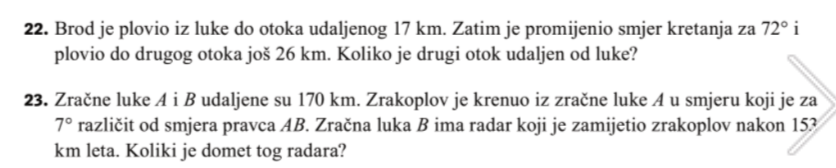 22. Brod je plovio iz luke do otoka udaljenog 17 km. Zatim je promijenio smjer kretanja za 72° i
plovio do drugog otoka još 26 km. Koliko je drugi otok udaljen od luke?
23. Zračne luke A i B udaljene su 170 km. Zrakoplov je krenuo iz zračne luke A u smjeru koji je za
7° različit od smjera pravca AB. Zračna luka B ima radar koji je zamijetio zrakoplov nakon 153
km leta. Koliki je domet tog radara?